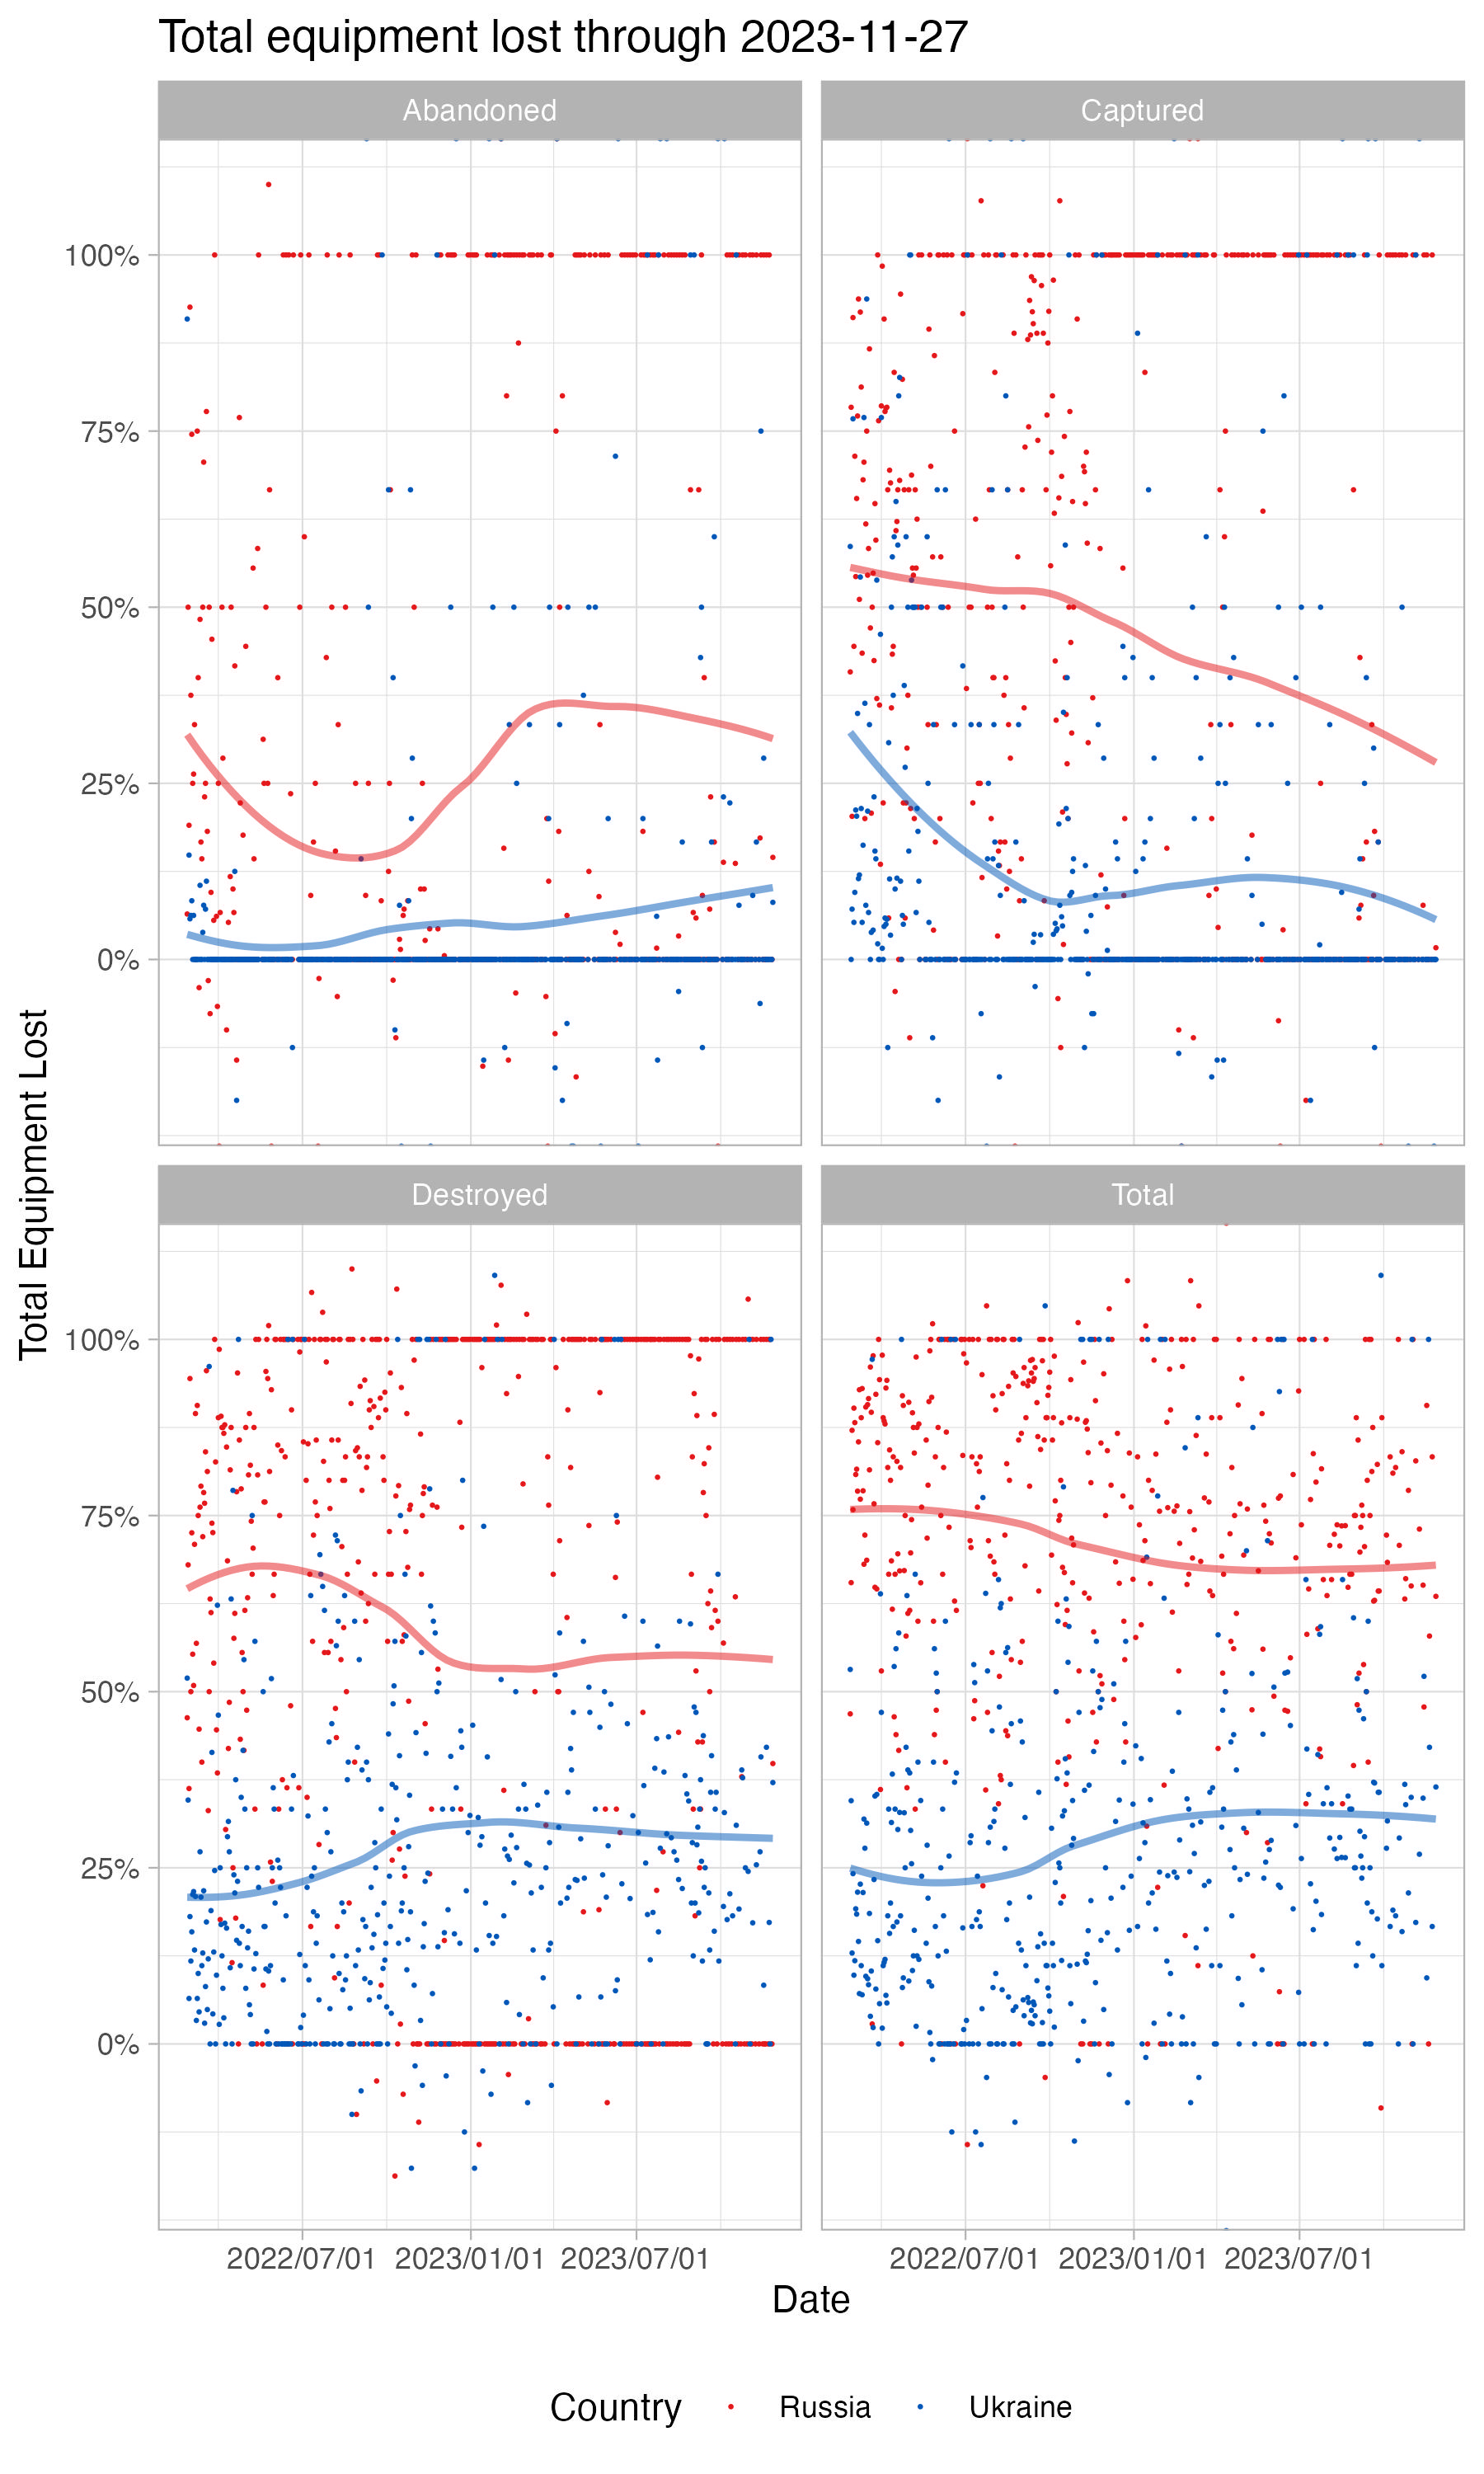 Total equipment lost through 2023-11-27
Abandoned
Captured
100%
75%
50%
25%
0%
Total Equipment Lost
Destroyed
Total
100%
75%
50%
25%
0%
2022/07/01 2023/01/01 2023/07/01
2022/07/01 2023/01/01 2023/07/01
Date
Country Russia Ukraine